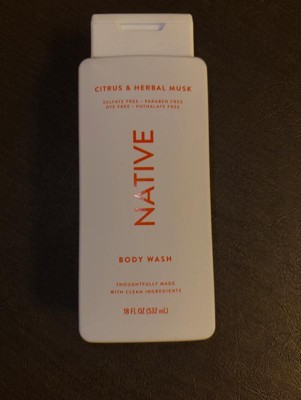 CITRUS & HERBAL MUSK
SULFATE FREE • PARABEN FREE
DYE FREE • PHTHALATE FREE
NATIVE
BODY WASH
THOUGHTFULLY MADE
WITH CLEAN INGREDIENTS
18 FL OZ (532 mL)